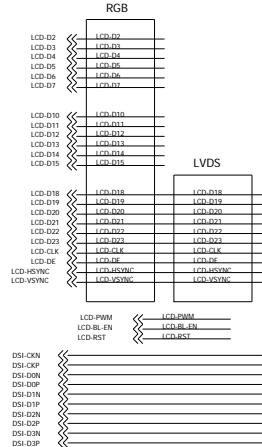 RGB
LCD-D2 LCD-D2
LCD-D3 LCD-D3
LCD-D4 LCD-D4
LCD-D5 LCD-D5
LCD-D6 LCD-D6
LCD-D7 LCD-D7
LCD-D10 LCD-D10
LCD-D11 LCD-D11
LCD-D12 LCD-D12
LCD-D13 LCD-D13
LCD-D14 LCD-D14
LCD-D15 LCD-D15
LVDS
LCD-D18 LCD-D18 LCD-D18
LCD-D19 LCD-D19 LCD-D19
LCD-D20 LCD-D20 LCD-D20
LCD-D21 LCD-D21 LCD-D21
LCD-D22 LCD-D22 LCD-D22
LCD-D23 LCD-D23 LCD-D23
LCD-CLK LCD-CLK LCD-CLK
LCD-DE LCD-DE LCD-DE
LCD-HSYNC LCD-HSYNC LCD-HSYNC
LCD-VSYNC LCD-VSYNC LCD-VSYNC
LCD-PWM LCD-PWM
LCD-BL-EN LCD-BL-EN
LCD-RST LCD-RST
DSI-CKN
DSI-CKP
DSI-D0N
DSI-D0P
DSI-D1N
DSI-D1P
DSI-D2N
DSI-D2P
DSI-D3N
DSI-D3P